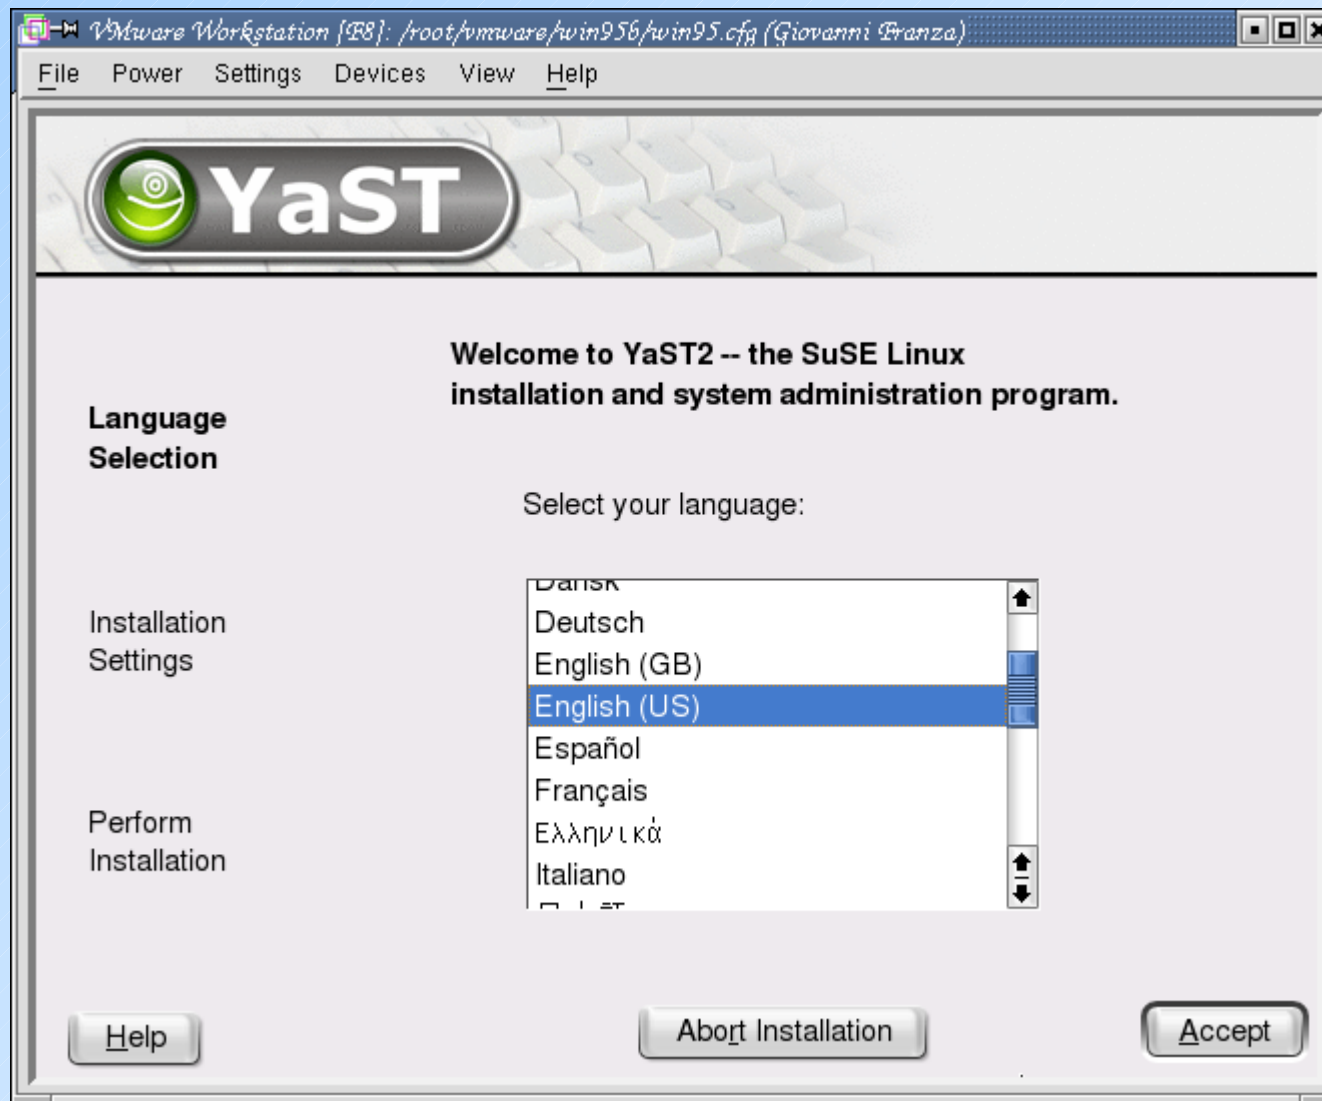 VMware Workstation [F8]: /root/vmware/win95b/win95.cfg (Giovanni Franza)
File Power Settings Devices View Help
YaST
Welcome to YaST2 -- the SuSE Linux
installation and system administration program.
Language
Selection
Select your language:
Dansk
Deutsch
English (GB)
English (US)
Español
Français
Ελληνικά
Italiano
Installation
Settings
Perform
Installation
Help
Abort Installation
Accept